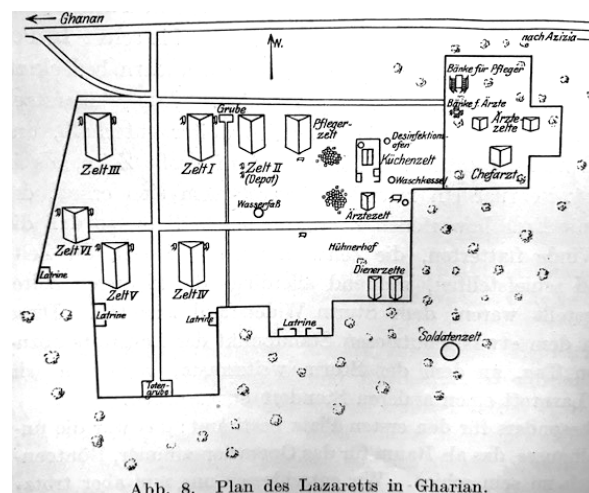 Ghanan
nach Azizia
N.
Bänke für Pfleger
Bänke f. Ärzte
Ärzte-
zelte
Chefarzt
Grube
Pfleger-
zelt
Desinfektions-
ofen
Küchenzelt
Waschkessel
Ärztezelt
Zelt III
Zelt I
Zelt II
(Depot)
Wasserfaß
Zelt VI
Zelt V
Zelt IV
Hühnerhof
Dienerzelte
Latrine
Latrine
Latrine
Latrine
Soldatenzelt
Toten-
grube
Abb. 8. Plan des Lazaretts in Gharian.